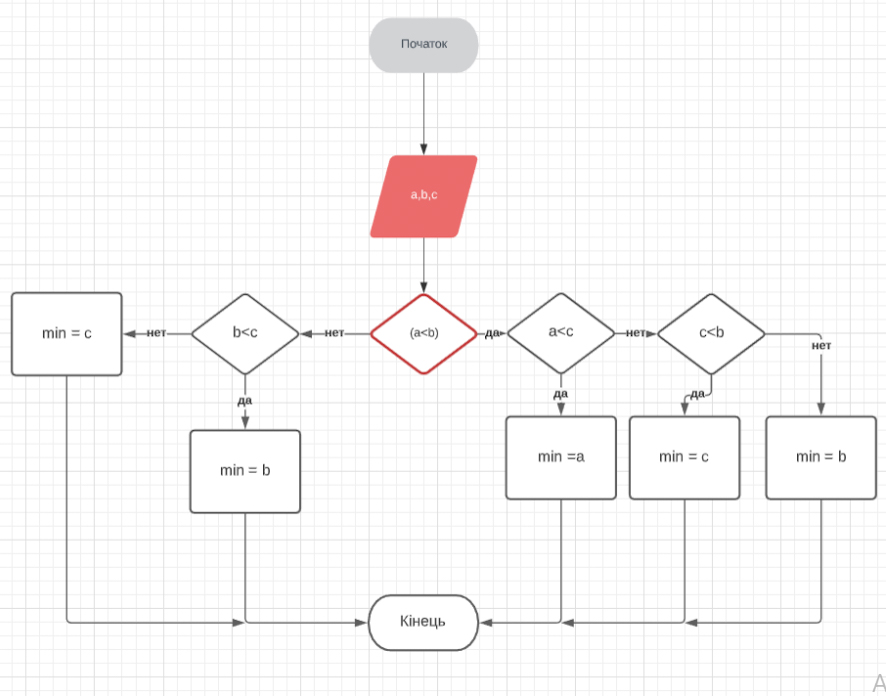 Початок
a,b,c
min = c
нет
b<c
нет
(a<b)
да
a<c
нет
c<b
нет
да
да
да
min = b
min =a
min = c
min = b
Кінець
A